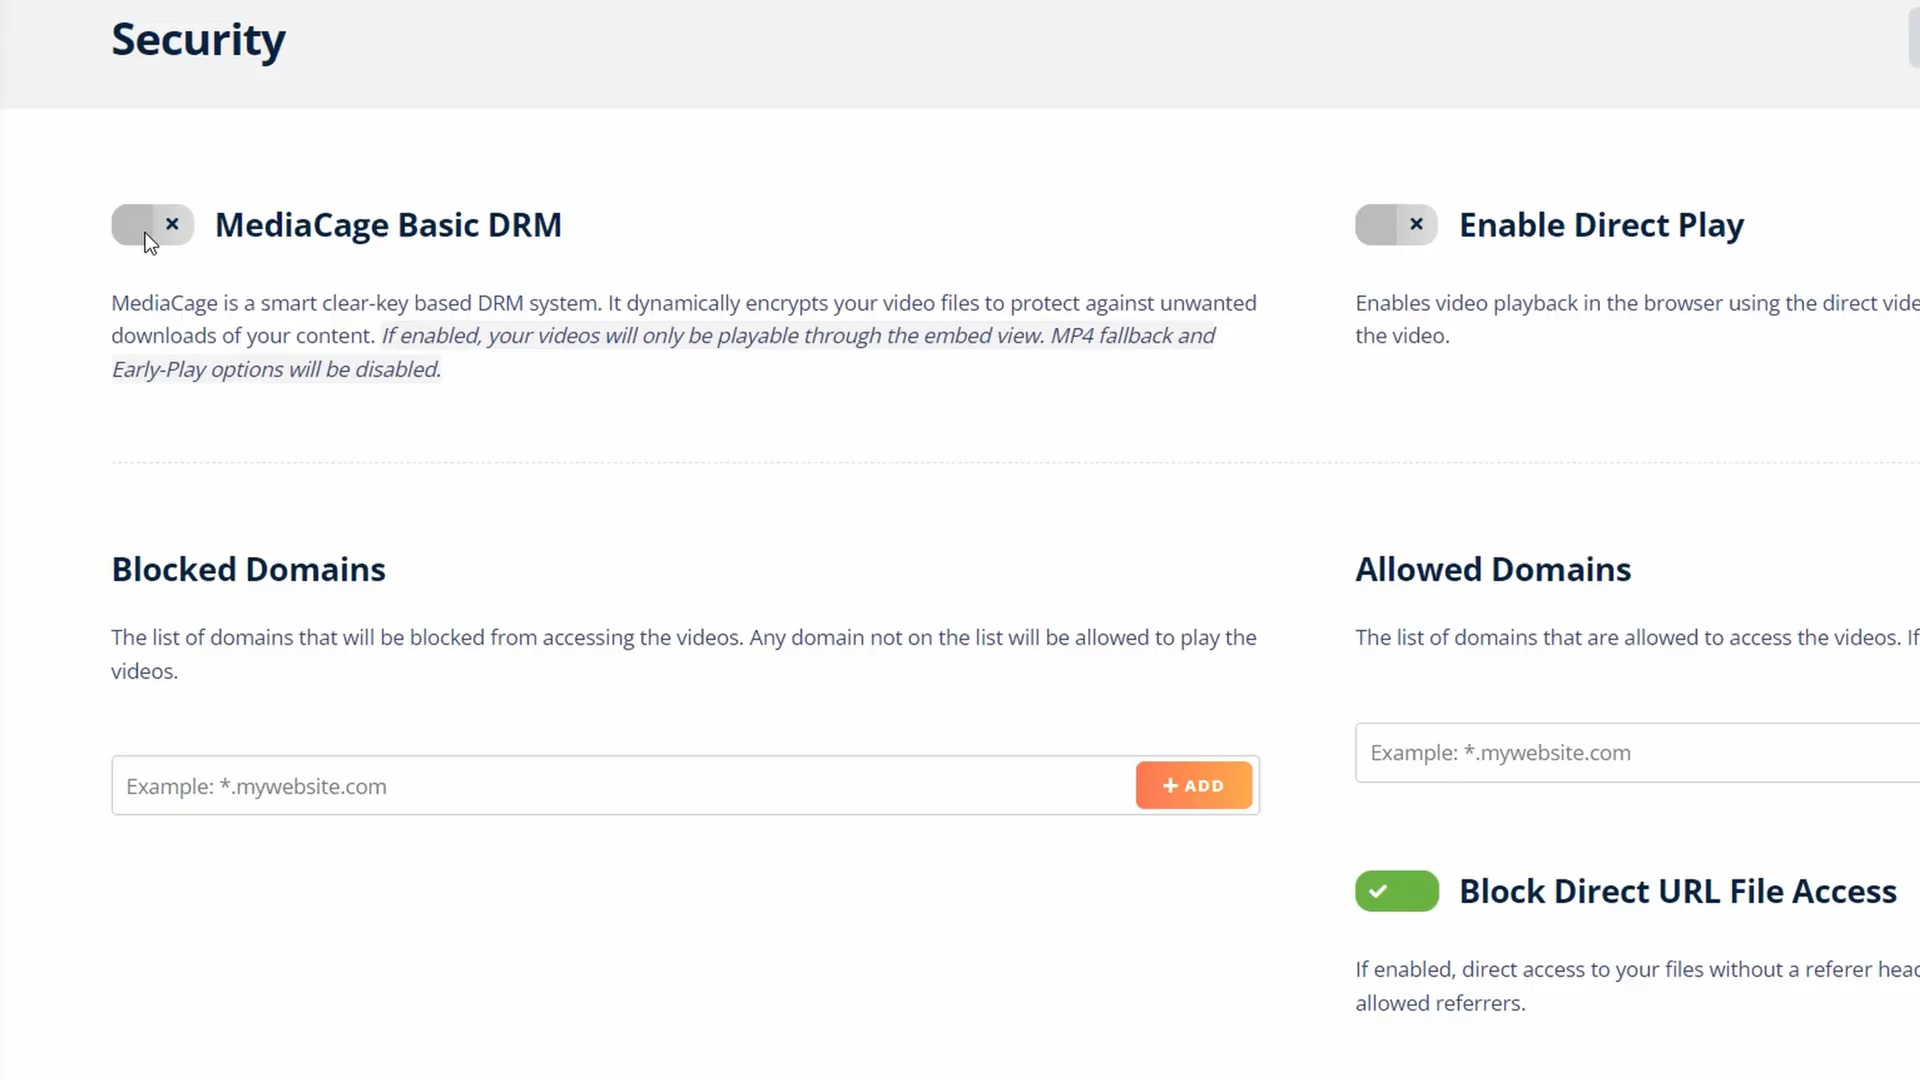 Security
MediaCage Basic DRM
MediaCage is a smart clear-key based DRM system. It dynamically encrypts your video files to protect against unwanted
downloads of your content. If enabled, your videos will only be playable through the embed view. MP4 fallback and
Early-Play options will be disabled.
Enable Direct Play
Enables video playback in the browser using the direct
the video.
Blocked Domains
The list of domains that will be blocked from accessing the videos. Any domain not on the list will be allowed to play the
videos.
Example: *.mywebsite.com
+ ADD
Allowed Domains
The list of domains that are allowed to access the videos. If
Example: *.mywebsite.com
Block Direct URL File Access
If enabled, direct access to your files without a referer
allowed referrers.